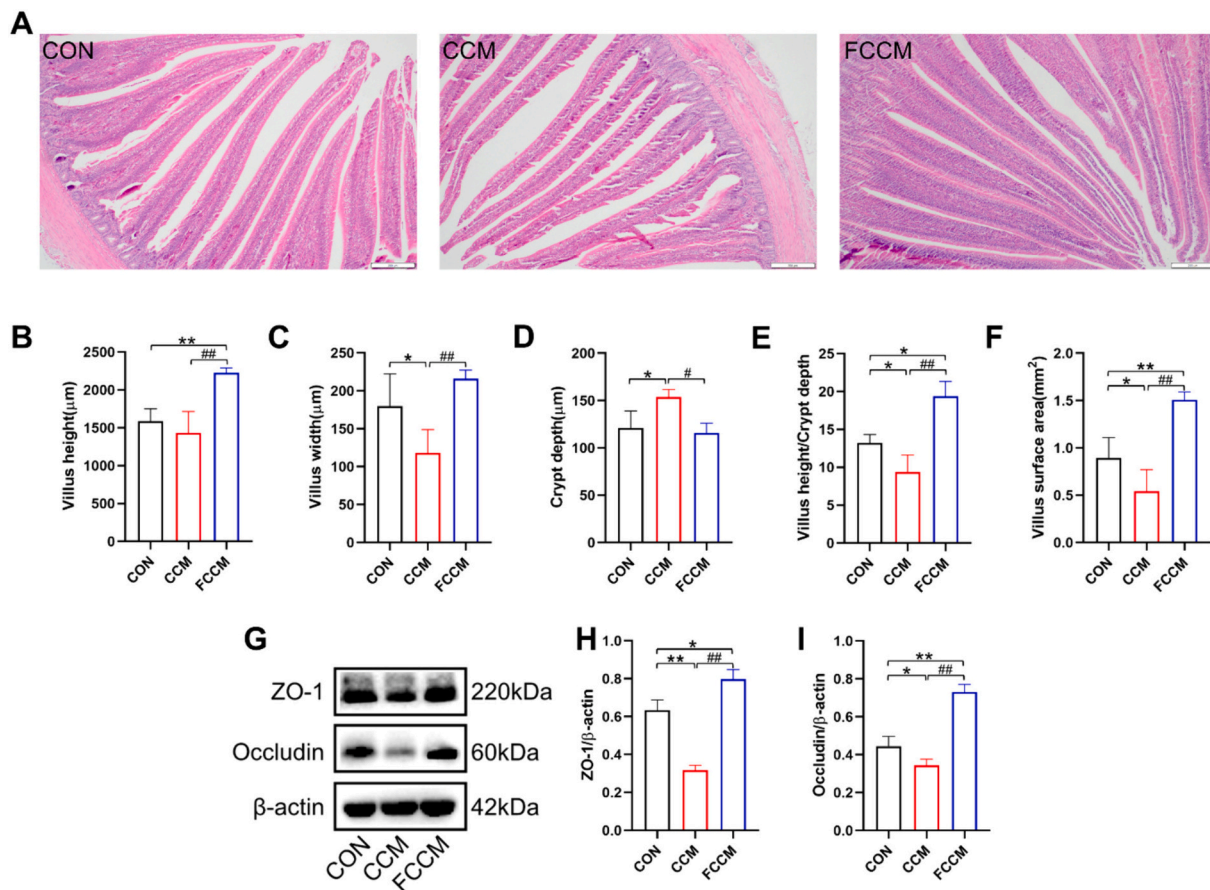 A
CON
CCM
FCCM
B
Villus height(μm)
2500
2000
1500
1000
500
0
**
##
CON
CCM
FCCM
C
Villus width(μm)
250
200
150
100
50
0
*
##
CON
CCM
FCCM
D
Crypt depth(μm)
200
150
100
50
0
*
#
CON
CCM
FCCM
E
Villus height/Crypt depth
25
20
15
10
5
0
*
*
##
CON
CCM
FCCM
F
Villus surface area(mm²)
2.0
1.5
1.0
0.5
0.0
**
*
##
CON
CCM
FCCM
G
ZO-1
220kDa
Occludin
60kDa
β-actin
42kDa
CON
CCM
FCCM
H
ZO-1/β-actin
1.0
0.8
0.6
0.4
0.2
0.0
*
**
##
CON
CCM
FCCM
I
Occludin/β-actin
1.0
0.8
0.6
0.4
0.2
0.0
**
*
##
CON
CCM
FCCM